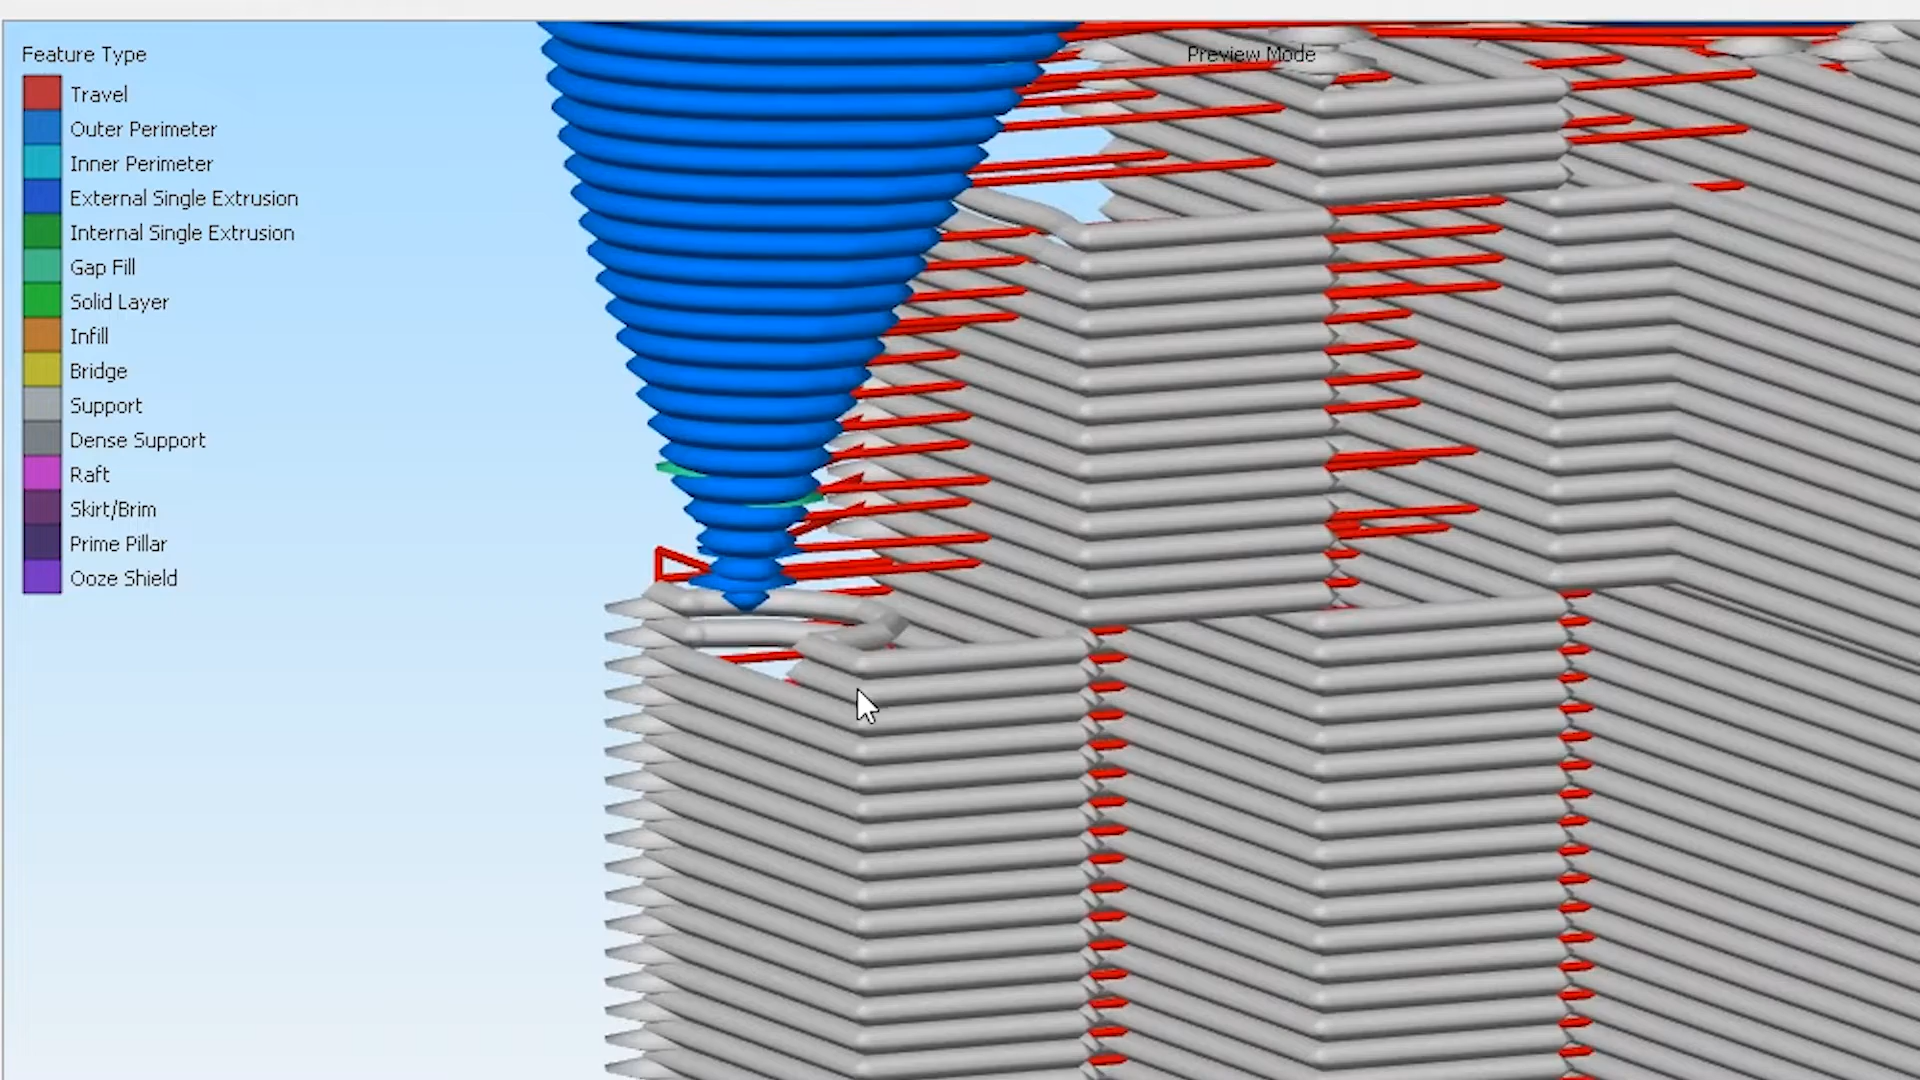 Feature Type
Preview Mode
Travel
Outer Perimeter
Inner Perimeter
External Single Extrusion
Internal Single Extrusion
Gap Fill
Solid Layer
Infill
Bridge
Support
Dense Support
Raft
Skirt/Brim
Prime Pillar
Ooze Shield